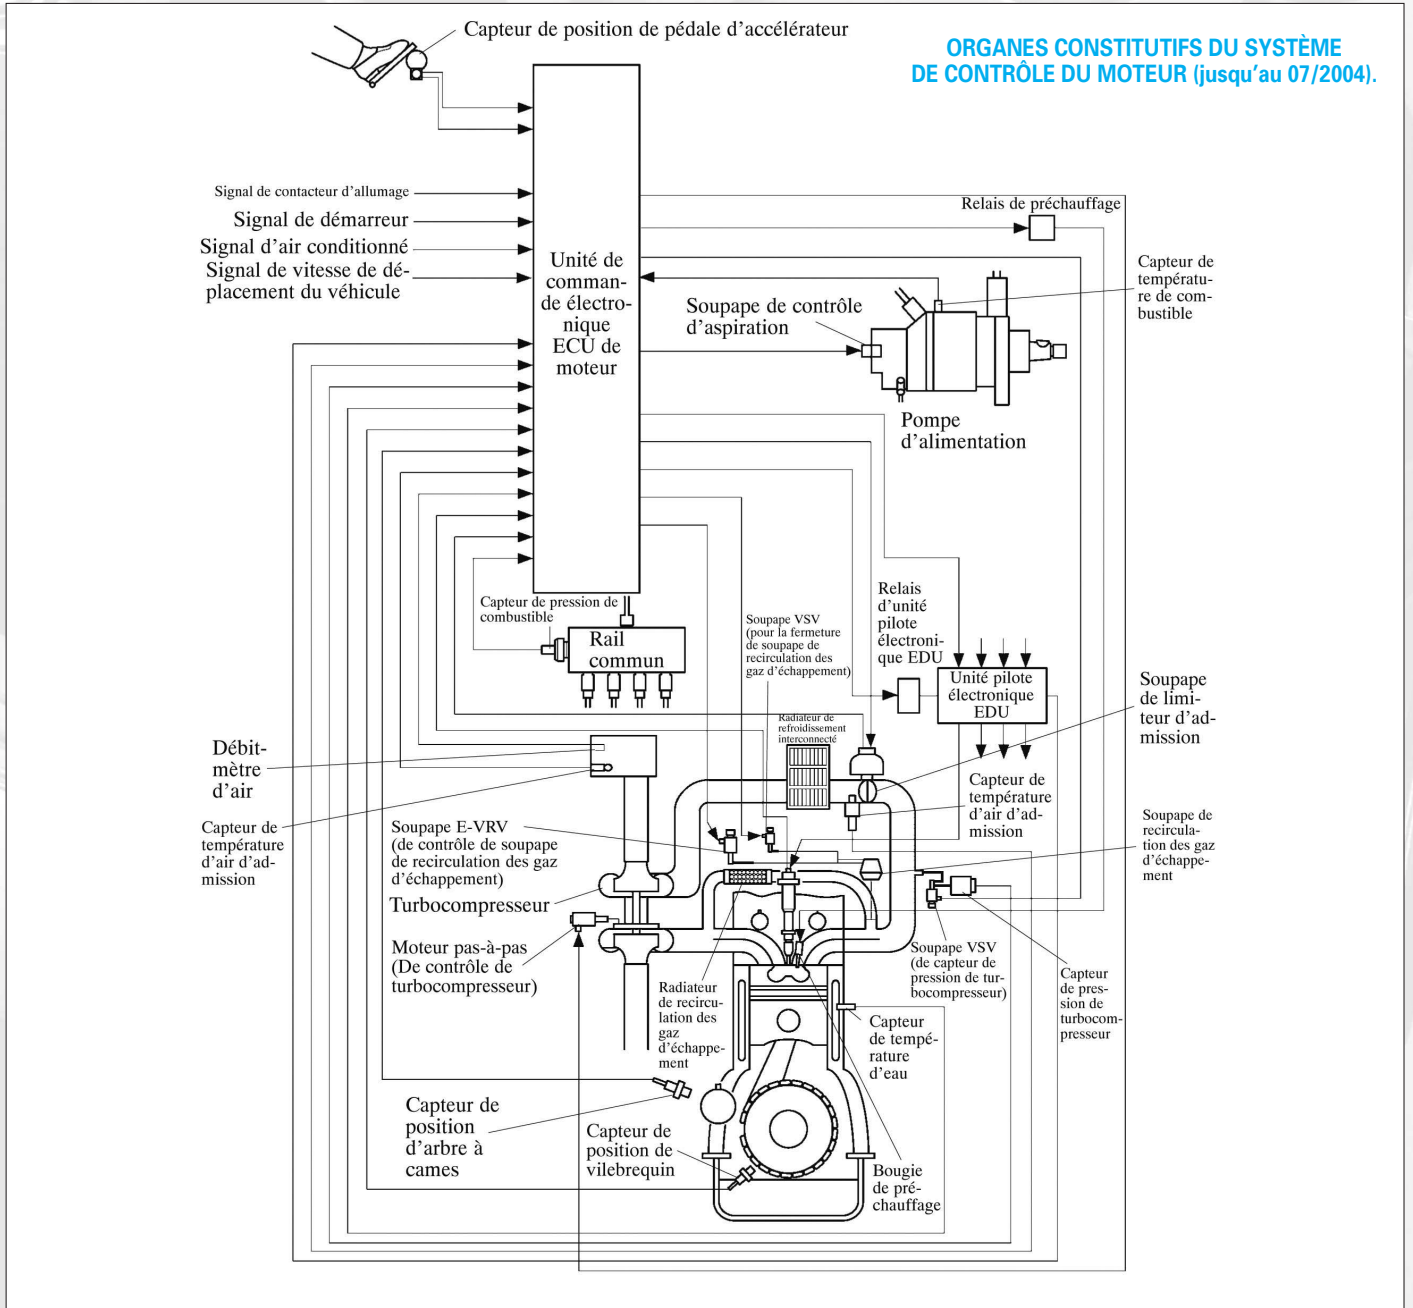 Capteur de position de pédale d'accélérateur
ORGANES CONSTITUTIFS DU SYSTÈME
DE CONTRÔLE DU MOTEUR (jusqu'au 07/2004).
Signal de contacteur d'allumage
Signal de démarreur
Signal d'air conditionné
Signal de vitesse de dé-
placement du véhicule
Unité de
comman-
de électro-
nique
ECU de
moteur
Relais de préchauffage
Capteur de
températu-
re de com-
bustible
Soupape de contrôle
d'aspiration
Pompe
d'alimentation
Capteur de pression de
combustible
Rail
commun
Soupape VSV
(pour la fermeture
de soupape de
recirculation des
gaz d'échappement)
Relais
d'unité
pilote
électroni-
que EDU
Unité pilote
électronique
EDU
Soupape
de limi-
teur d'ad-
mission
Radiateur de
refroidissement
interconnecté
Débit-
mètre
d'air
Capteur de
température
d'air d'ad-
mission
Capteur de
température
d'air d'ad-
mission
Soupape de
recircula-
tion des gaz
d'échappe-
ment
Soupape E-VRV
(de contrôle de soupape
de recirculation des gaz
d'échappement)
Turbocompresseur
Moteur pas-à-pas
(De contrôle de
turbocompresseur)
Radiateur
de recircu-
lation des
gaz
d'échappe-
ment
Soupape VSV
(de capteur de
pression de tur-
bocompresseur)
Capteur
de pres-
sion de
turbocom-
presseur
Capteur
de tempé-
rature
d'eau
Capteur de
position
d'arbre à
cames
Capteur de
position de
vilebrequin
Bougie
de pré-
chauffage